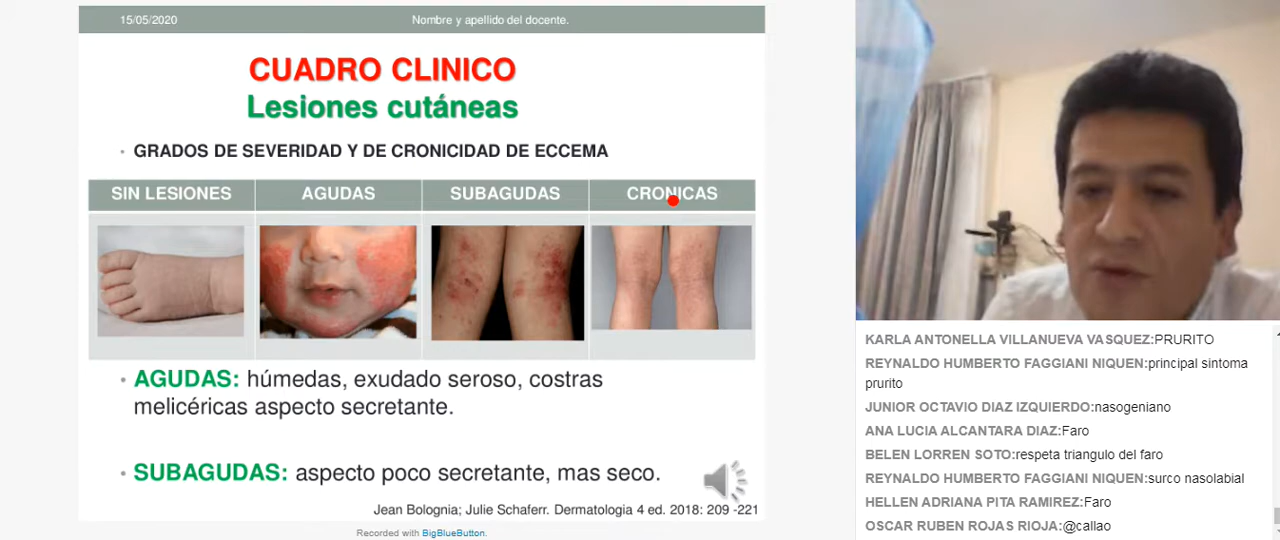 15/05/2020 Nombre y apellido del docente.
CUADRO CLINICO
Lesiones cutáneas
• GRADOS DE SEVERIDAD Y DE CRONICIDAD DE ECCEMA
SIN LESIONES AGUDAS SUBAGUDAS CRONICAS
• AGUDAS: húmedas, exudado seroso, costras
melicéricas aspecto secretante.
• SUBAGUDAS: aspecto poco secretante, mas seco.
Jean Bolognia; Julie Schaferr. Dermatologia 4 ed. 2018: 209 -221
Recorded with BigBlueButton.
KARLA ANTONELLA VILLANUEVA VASQUEZ:PRURITO
REYNALDO HUMBERTO FAGGIANI NIQUEN:principal sintoma
prurito
JUNIOR OCTAVIO DIAZ IZQUIERDO:nasogeniano
ANA LUCIA ALCANTARA DIAZ:Faro
BELEN LORREN SOTO:respeta triangulo del faro
REYNALDO HUMBERTO FAGGIANI NIQUEN:surco nasolabial
HELLEN ADRIANA PITA RAMIREZ:Faro
OSCAR RUBEN ROJAS RIOJA:@callao